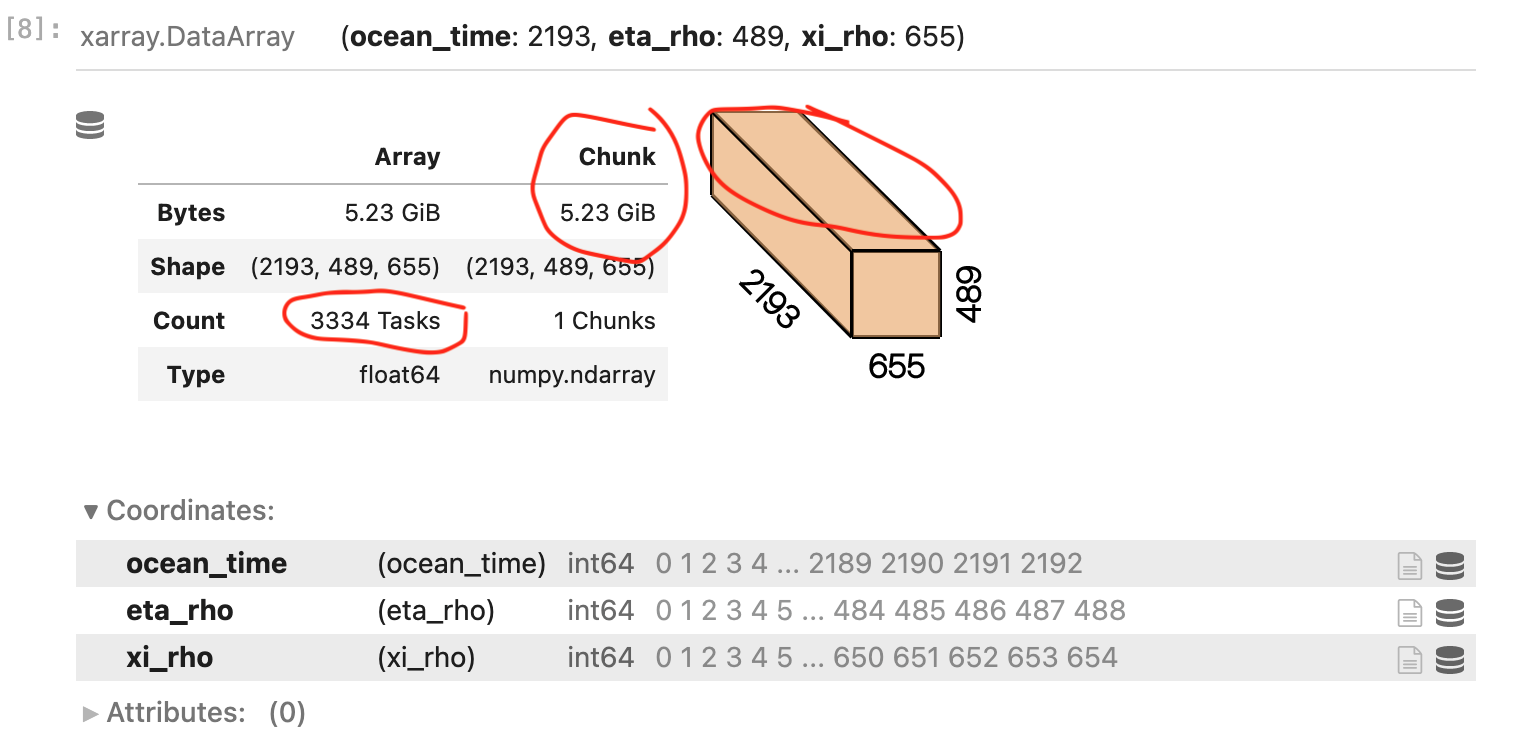 [8]: xarray.DataArray (ocean_time: 2193, eta_rho: 489, xi_rho: 655)
Array Chunk
Bytes 5.23 GiB 5.23 GiB
Shape (2193, 489, 655) (2193, 489, 655)
Count 3334 Tasks 1 Chunks
Type float64 numpy.ndarray
2193
489
655
▼ Coordinates:
ocean_time (ocean_time) int64 0 1 2 3 4 ... 2189 2190 2191 2192
eta_rho (eta_rho) int64 0 1 2 3 4 5 ... 484 485 486 487 488
xi_rho (xi_rho) int64 0 1 2 3 4 5 ... 650 651 652 653 654
► Attributes: (0)